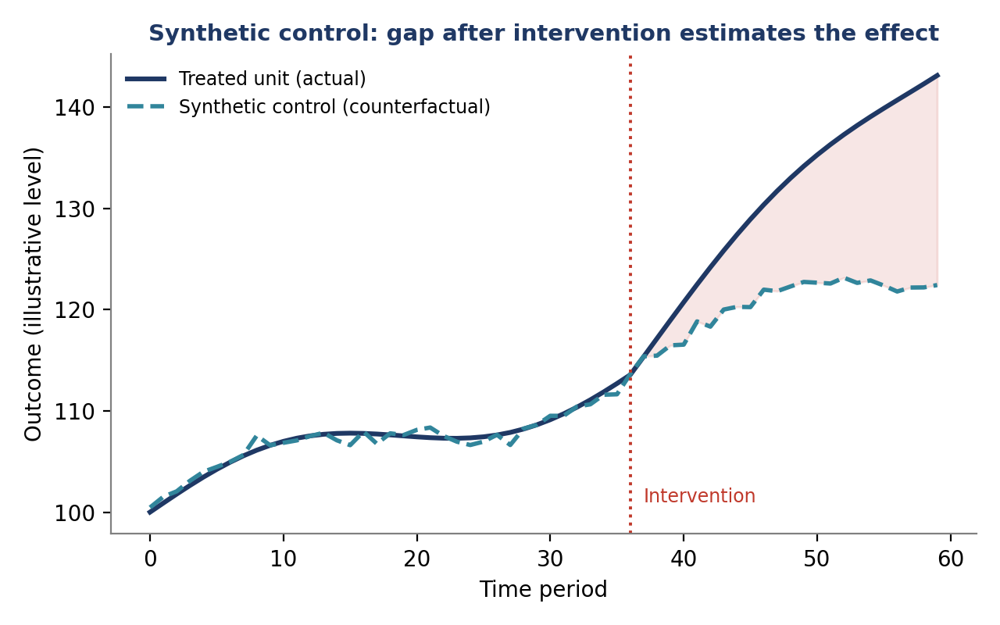 Synthetic control: gap after intervention estimates the effect
Treated unit (actual)
Synthetic control (counterfactual)
Outcome (illustrative level)
140
130
120
110
100
Intervention
0 10 20 30 40 50 60
Time period